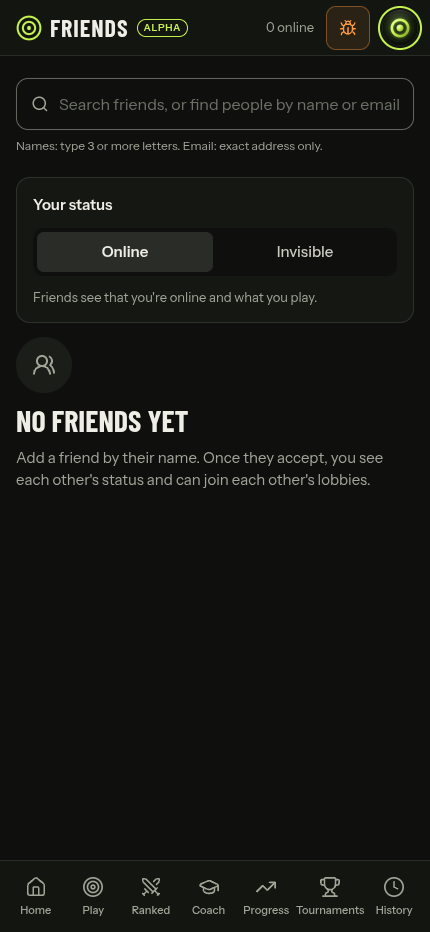 FRIENDS
ALPHA
0 online
Search friends, or find people by name or email
Names: type 3 or more letters. Email: exact address only.
Your status
Online
Invisible
Friends see that you're online and what you play.
NO FRIENDS YET
Add a friend by their name. Once they accept, you see
each other's status and can join each other's lobbies.
Home
Play
Ranked
Coach
Progress
Tournaments
History